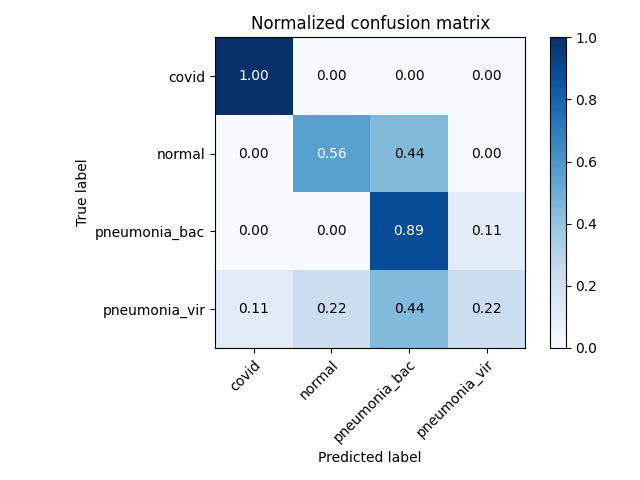 Normalized confusion matrix
True label
covid 1.00 0.00 0.00 0.00
normal 0.00 0.56 0.44 0.00
pneumonia_bac 0.00 0.00 0.89 0.11
pneumonia_vir 0.11 0.22 0.44 0.22
covid normal pneumonia_bac pneumonia_vir
Predicted label
1.0
0.8
0.6
0.4
0.2
0.0